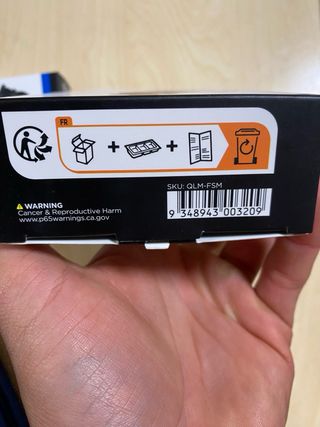 FR
+
+
SKU: QLM-FSM
WARNING
Cancer & Reproductive Harm
www.p65warnings.ca.gov
9 348943 003209